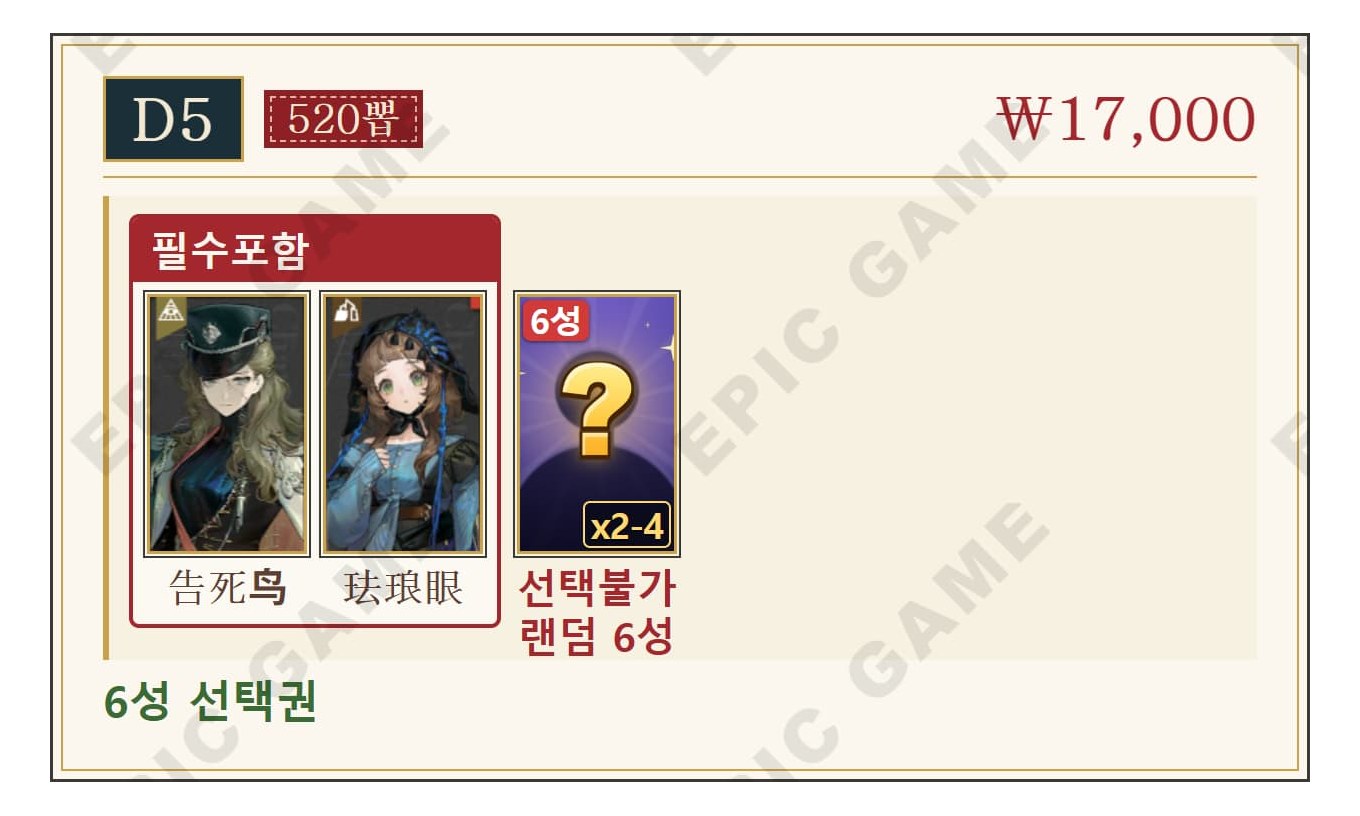 D5
520뽑
₩17,000
필수포함
6성
x2-4
告死鸟
珐琅眼
선택불가
랜덤 6성
6성 선택권
EPIC GAME